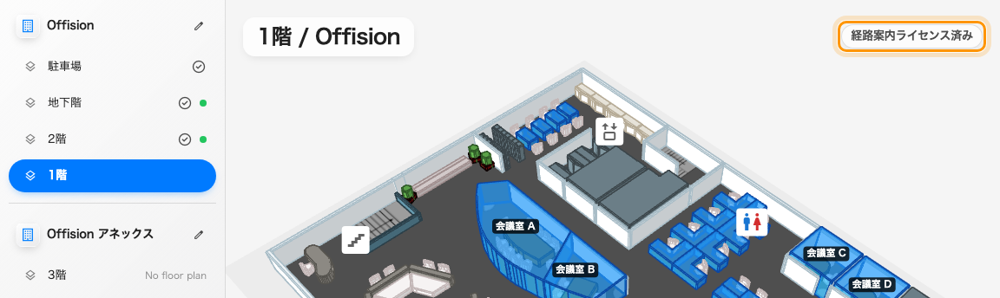 Offision
駐車場
地下階
2階
1階
Offision アネックス
3階
No floor plan
1階 / Offision
経路案内ライセンス済み
会議室 A
会議室 B
会議室 C
会議室 D